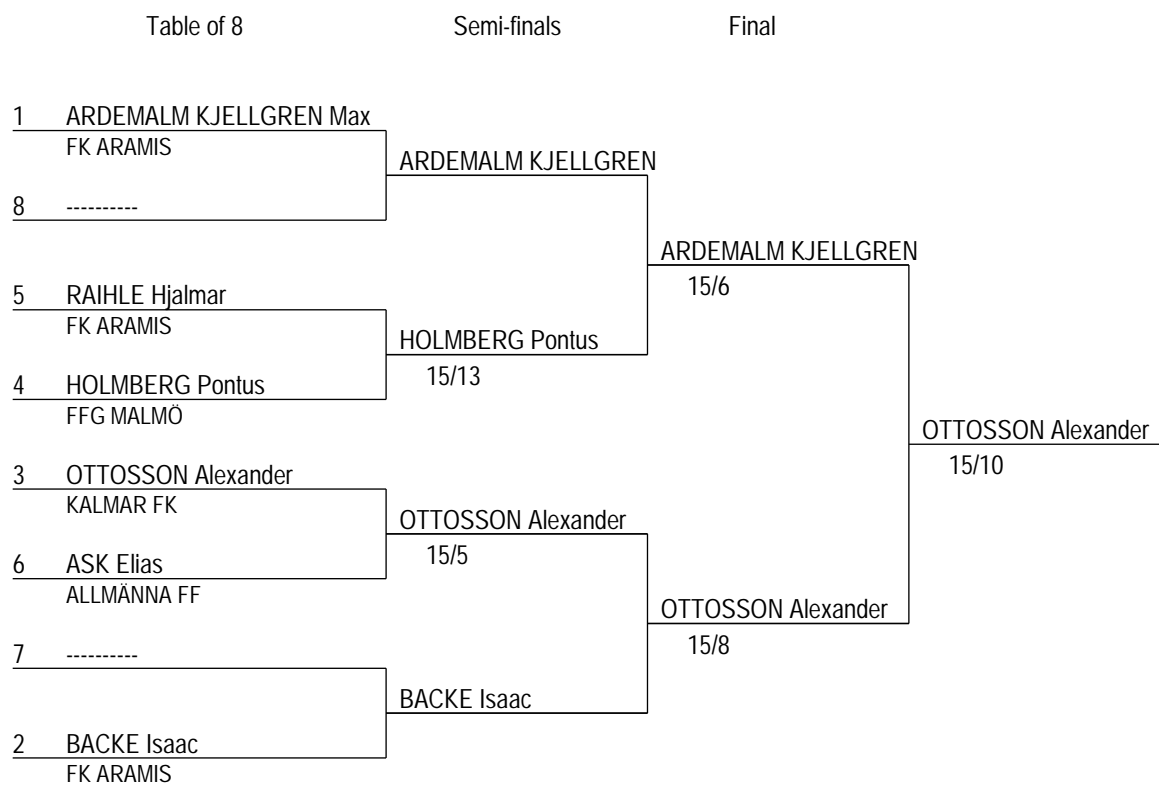 Table of 8 Semi-finals Final
1 ARDEMALM KJELLGREN Max
FK ARAMIS
ARDEMALM KJELLGREN
8 ----------
ARDEMALM KJELLGREN
15/6
5 RAIHLE Hjalmar
FK ARAMIS
HOLMBERG Pontus
15/13
4 HOLMBERG Pontus
FFG MALMÖ
OTTOSSON Alexander
15/10
3 OTTOSSON Alexander
KALMAR FK
OTTOSSON Alexander
15/5
6 ASK Elias
ALLMÄNNA FF
OTTOSSON Alexander
15/8
7 ----------
BACKE Isaac
2 BACKE Isaac
FK ARAMIS